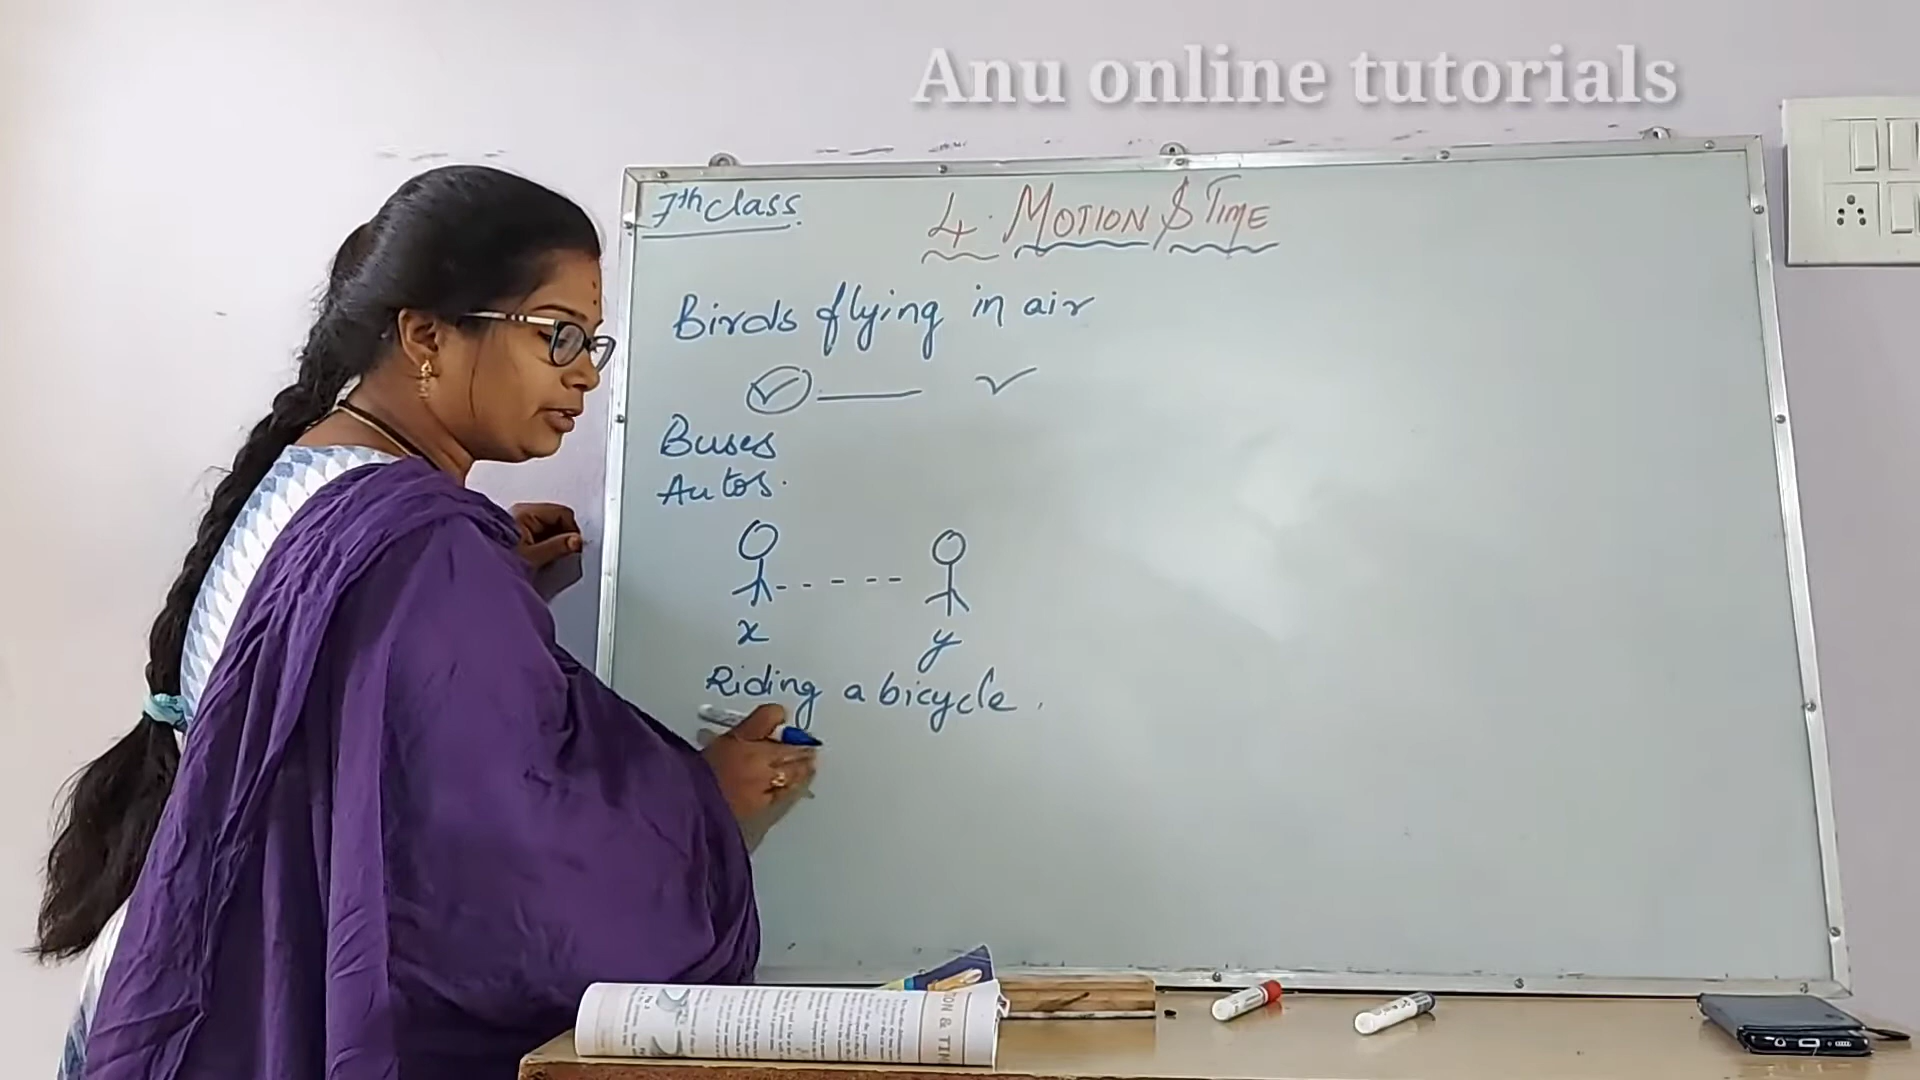 Anu online tutorials
7th class.
4. MOTION & TIME
Birds flying in air
Buses
Autos.
x y
Riding a bicycle.